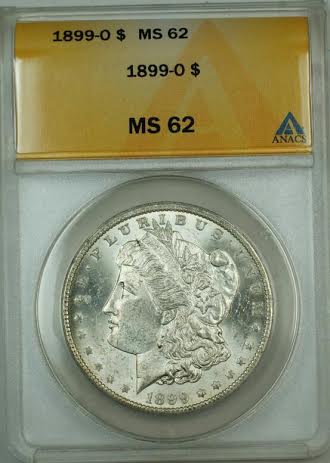 1899-O $ MS 62
1899-O $
MS 62
ANACS
E PLURIBUS UNUM
1899